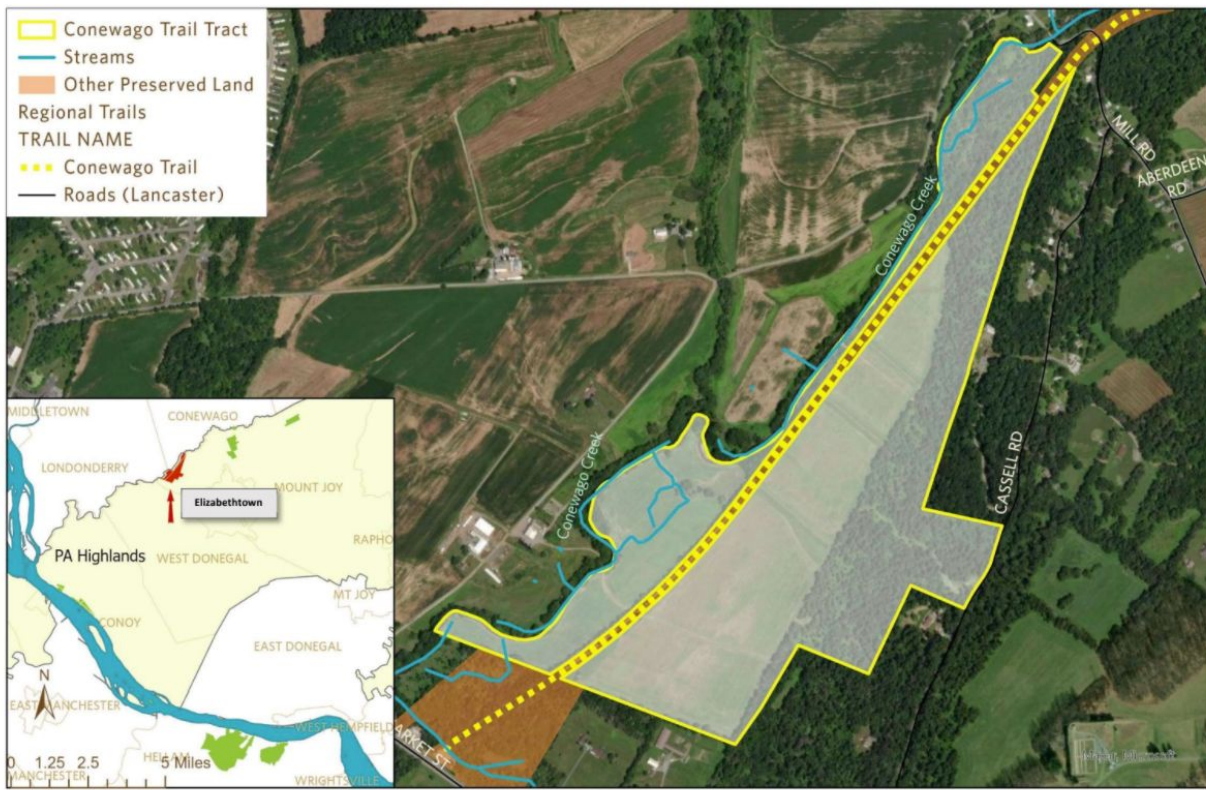 Conewago Trail Tract
Streams
Other Preserved Land
Regional Trails
TRAIL NAME
Conewago Trail
Roads (Lancaster)
MILL RD
ABERDEEN
RD
Conewago Creek
Conewago Creek
CASSELL RD
ARKET ST
MIDDLETOWN
CONEWAGO
LONDONDERRY
MOUNT JOY
Elizabethtown
RAPHO
PA Highlands
WEST DONEGAL
MT JOY
CONOY
EAST DONEGAL
N
EAST MANCHESTER
WEST HEMPFIELD
HELLAM
0 1.25 2.5 5 Miles
MANCHESTER
WRIGHTSVILLE
Microsoft